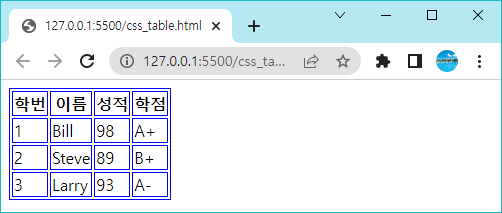 127.0.0.1:5500/css_table.html
127.0.0.1:5500/css_ta...
학번 이름 성적 학점
1 Bill 98 A+
2 Steve 89 B+
3 Larry 93 A-